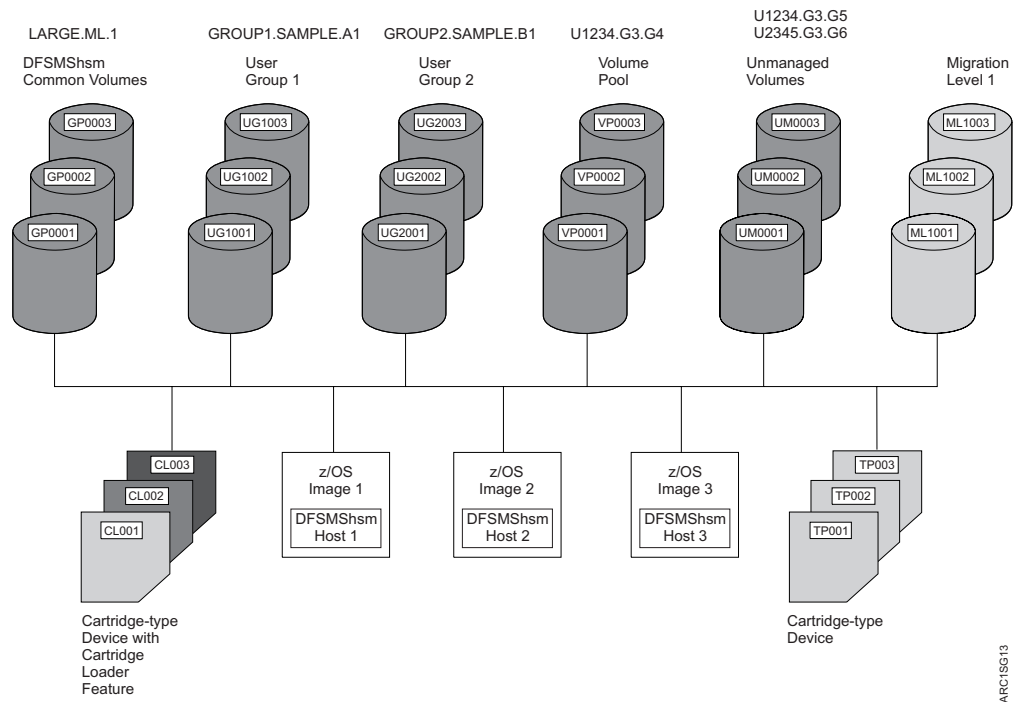 U1234.G3.G5
LARGE.ML.1 GROUP1.SAMPLE.A1 GROUP2.SAMPLE.B1 U1234.G3.G4 U2345.G3.G6
DFSMShsm
Common Volumes
User
Group 1
User
Group 2
Volume
Pool
Unmanaged
Volumes
Migration
Level 1
GP0003
GP0002
GP0001
UG1003
UG1002
UG1001
UG2003
UG2002
UG2001
VP0003
VP0002
VP0001
UM0003
UM0002
UM0001
ML1003
ML1002
ML1001
CL003
CL002
CL001
z/OS
Image 1
DFSMShsm
Host 1
z/OS
Image 2
DFSMShsm
Host 2
z/OS
Image 3
DFSMShsm
Host 3
TP003
TP002
TP001
Cartridge-type
Device with
Cartridge
Loader
Feature
Cartridge-type
Device
ARC1SG13